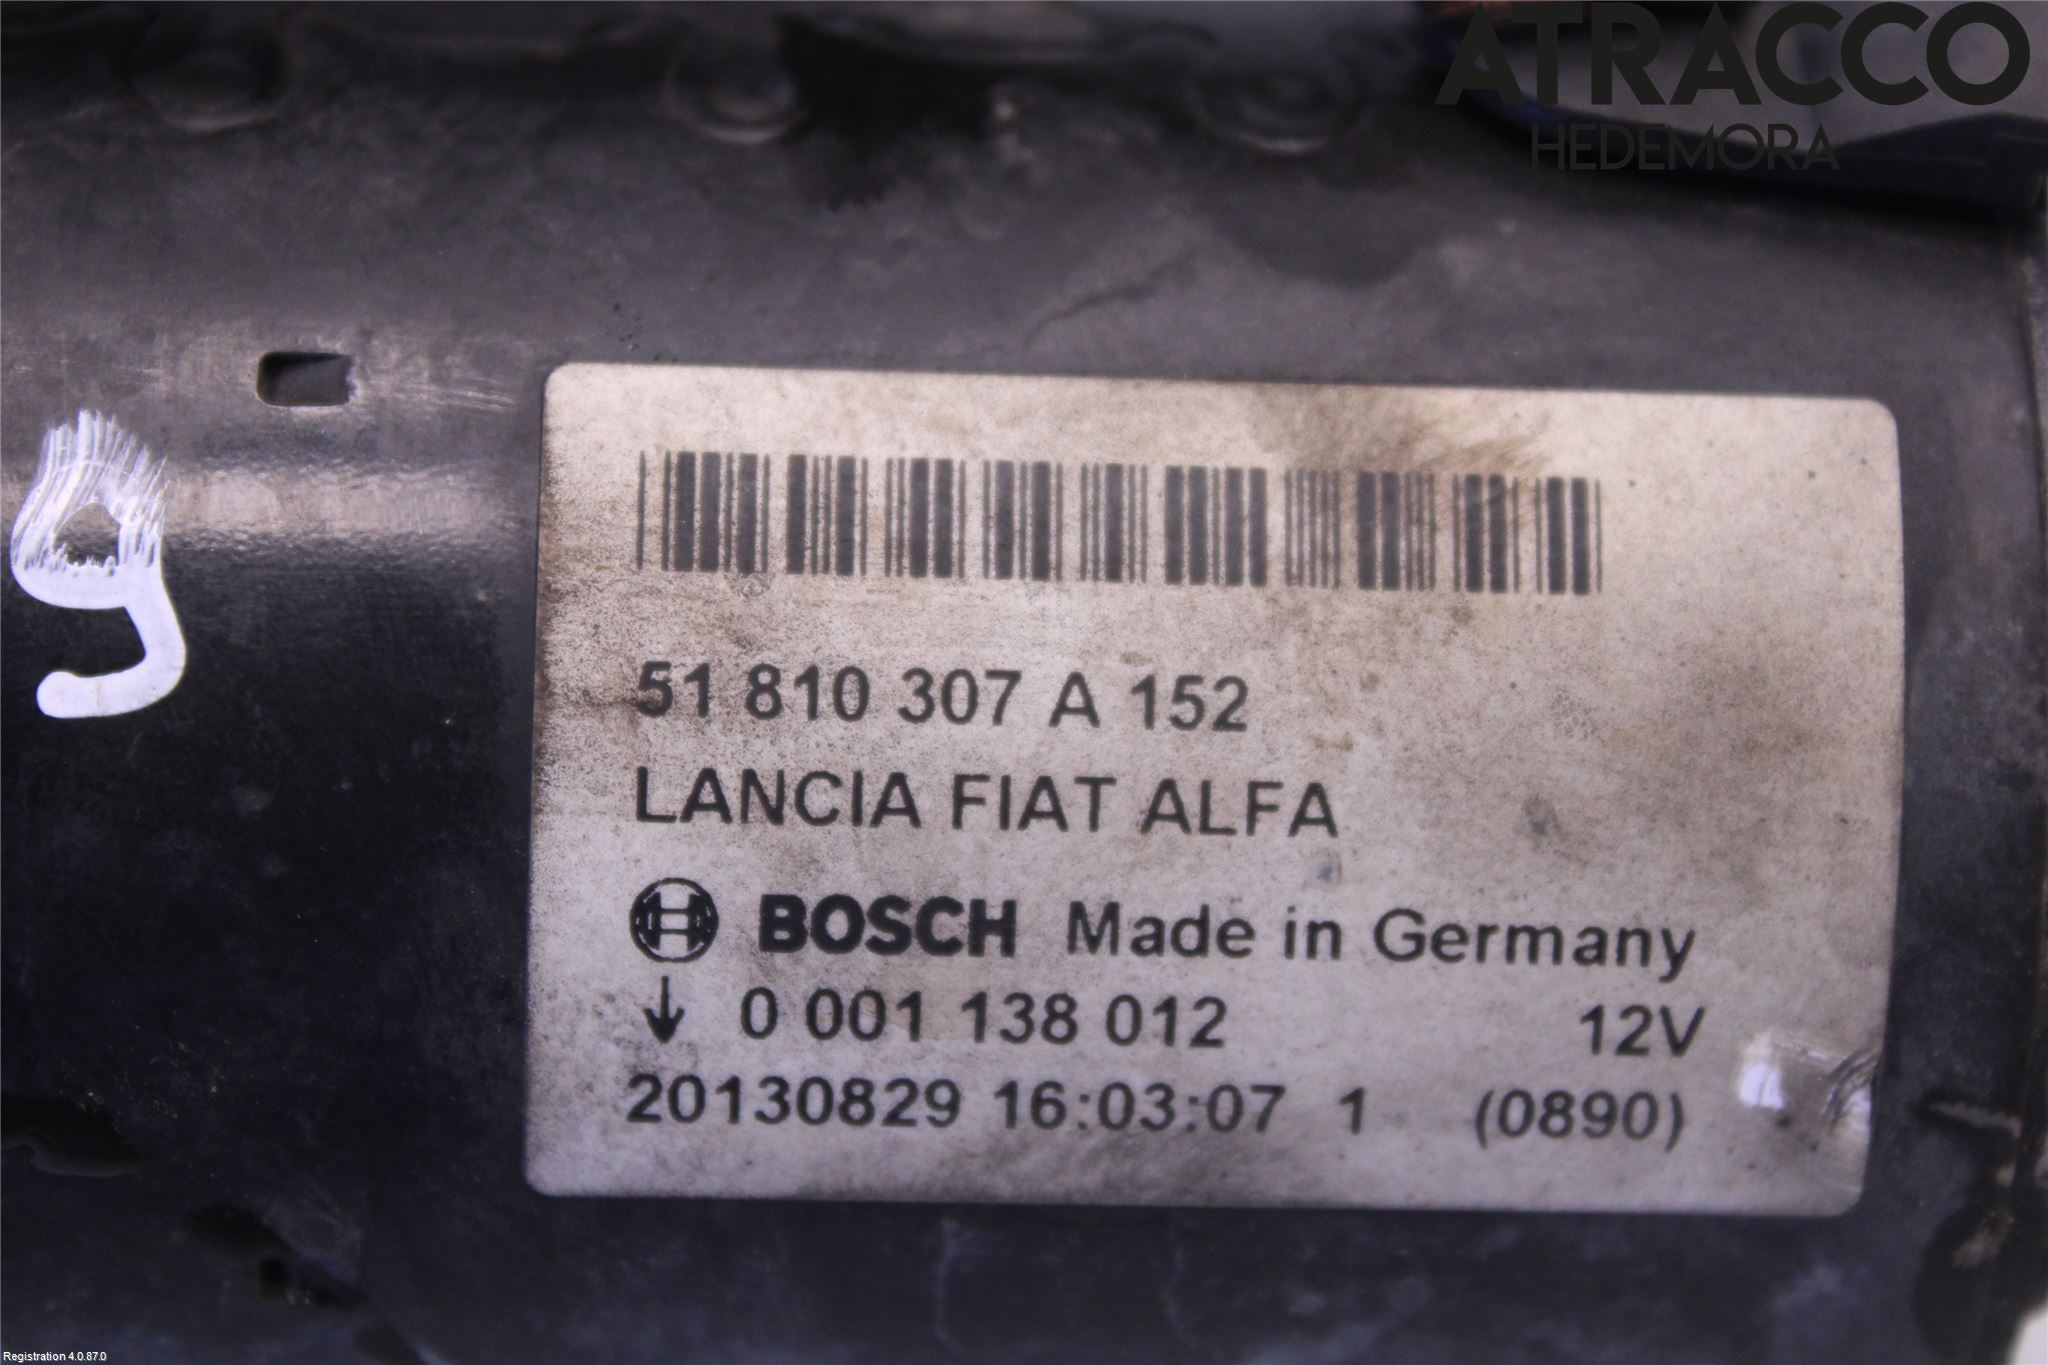 ATRACCO
HEDEMORA
51 810 307 A 152
LANCIA FIAT ALFA
BOSCH Made in Germany
↓ 0 001 138 012 12V
20130829 16:03:07 1 (0890)
Registration 4.0.87.0